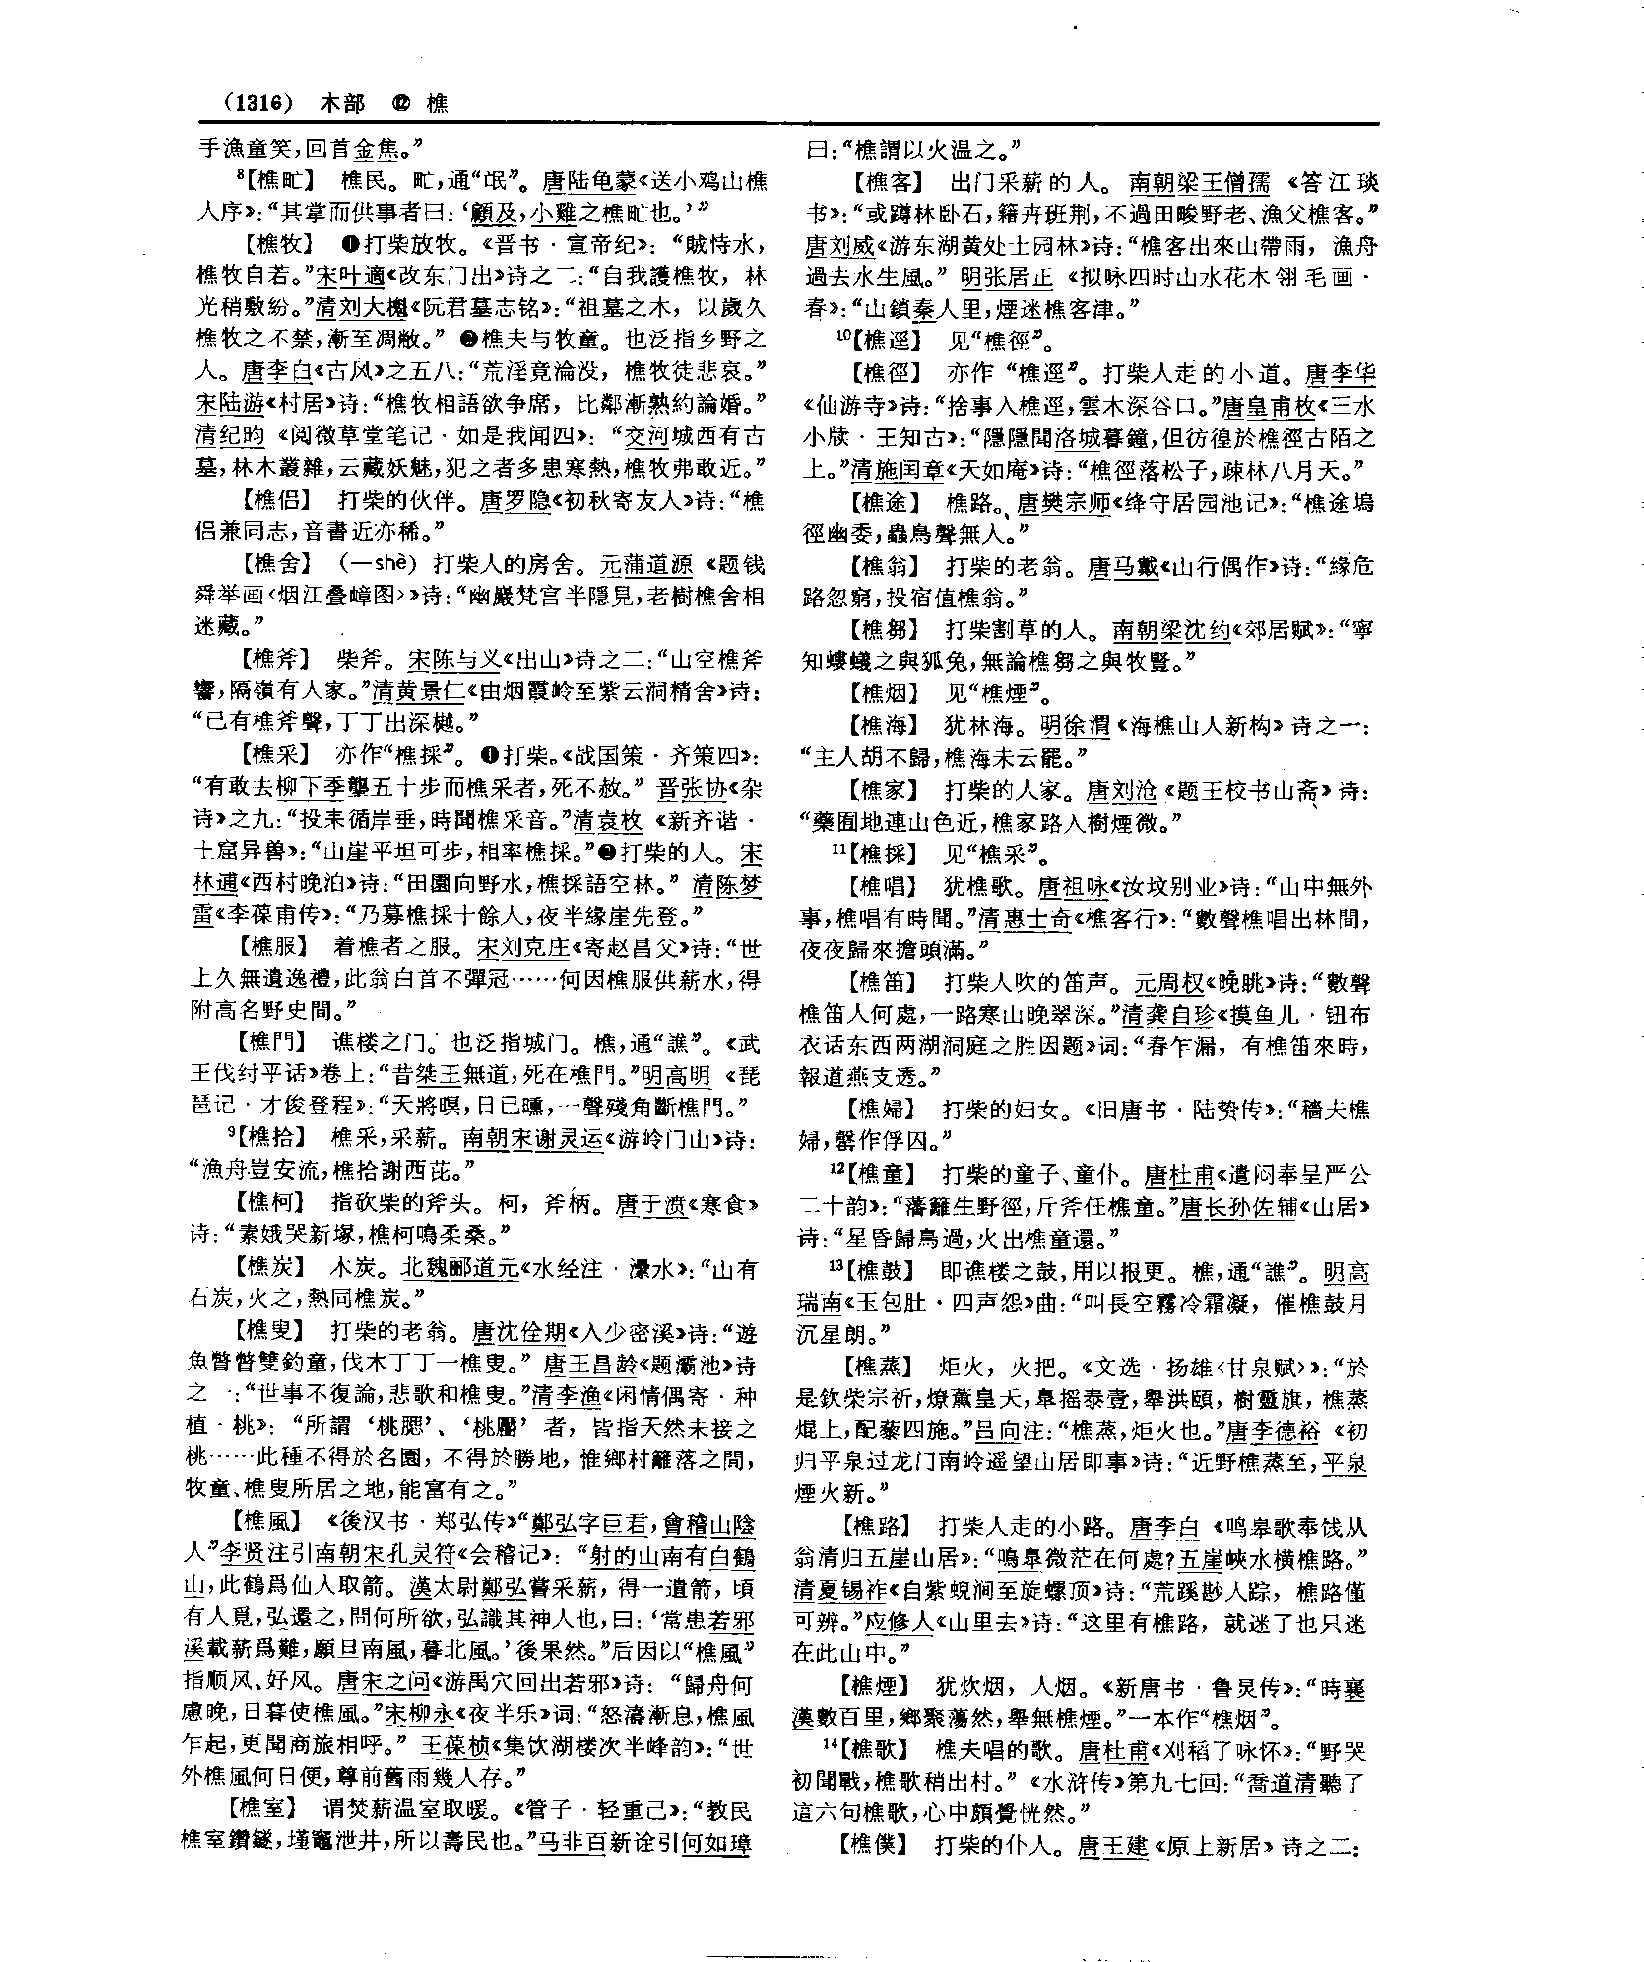 (1316) 木部 ⑫ 樵
手漁童笑，回首金焦。”
⁸【樵甿】 樵民。甿，通“氓”。唐陆龟蒙《送小鸡山樵
人序》：“其掌而供事者曰：‘顧及，小雞之樵甿也。’”
【樵牧】 ❶打柴放牧。《晋书·宣帝纪》：“賊恃水，
樵牧自若。”宋叶適《改东门出》诗之二：“自我護樵牧，林
光稍敷紛。”清刘大櫆《阮君墓志铭》：“祖墓之木，以歲久
樵牧之不禁，漸至凋敝。”❷樵夫与牧童。也泛指乡野之
人。唐李白《古风》之五八：“荒淫竟淪没，樵牧徒悲哀。”
宋陆游《村居》诗：“樵牧相語欲争席，比鄰漸熟約論婚。”
清纪昀《阅微草堂笔记·如是我闻四》：“交河城西有古
墓，林木叢雜，云藏妖魅，犯之者多患寒熱，樵牧弗敢近。”
【樵侣】 打柴的伙伴。唐罗隐《初秋寄友人》诗：“樵
侣兼同志，音書近亦稀。”
【樵舍】 （—shè）打柴人的房舍。元蒲道源《题钱
舜举画〈烟江叠嶂图〉》诗：“幽巖梵宫半隱見，老樹樵舍相
迷藏。”
【樵斧】 柴斧。宋陈与义《出山》诗之二：“山空樵斧
響，隔嶺有人家。”清黄景仁《由烟霞岭至紫云洞精舍》诗：
“已有樵斧聲，丁丁出深樾。”
【樵采】 亦作“樵採”。❶打柴。《战国策·齐策四》：
“有敢去柳下季壟五十步而樵采者，死不赦。”晋张协《杂
诗》之九：“投耒循岸垂，時聞樵采音。”清袁枚《新齐谐·
土窟异兽》：“山崖平坦可步，相率樵採。”❷打柴的人。宋
林逋《西村晚泊》诗：“田園向野水，樵採語空林。”清陈梦
雷《李葆甫传》：“乃募樵採十餘人，夜半緣崖先登。”
【樵服】 着樵者之服。宋刘克庄《寄赵昌父》诗：“世
上久無遺逸禮，此翁白首不彈冠……何因樵服供薪水，得
附高名野史間。”
【樵門】 谯楼之门。也泛指城门。樵，通“譙”。《武
王伐纣平话》卷上：“昔桀王無道，死在樵門。”明高明《琵
琶记·才俊登程》：“天將暝，日已曛，一聲殘角斷樵門。”
⁹【樵拾】 樵采，采薪。南朝宋谢灵运《游岭门山》诗：
“漁舟豈安流，樵拾謝西芘。”
【樵柯】 指砍柴的斧头。柯，斧柄。唐于濆《寒食》
诗：“素娥哭新塚，樵柯鳴柔桑。”
【樵炭】 木炭。北魏郦道元《水经注·㶟水》：“山有
石炭，火之，熱同樵炭。”
【樵叟】 打柴的老翁。唐沈佺期《入少密溪》诗：“遊
魚瞥瞥雙釣童，伐木丁丁一樵叟。”唐王昌龄《题灞池》诗
之一：“世事不復論，悲歌和樵叟。”清李渔《闲情偶寄·种
植·桃》：“所謂‘桃腮’、‘桃靨’者，皆指天然未接之
桃……此種不得於名園，不得於勝地，惟鄉村籬落之間，
牧童、樵叟所居之地，能富有之。”
【樵風】 《後汉书·郑弘传》“鄭弘字巨君，會稽山陰
人”李贤注引南朝宋孔灵符《会稽记》：“射的山南有白鶴
山，此鶴爲仙人取箭。漢太尉鄭弘嘗采薪，得一遺箭，頃
有人覓，弘還之，問何所欲，弘識其神人也，曰：‘常患若邪
溪載薪爲難，願旦南風，暮北風。’後果然。”后因以“樵風”
指顺风、好风。唐宋之问《游禹穴回出若邪》诗：“歸舟何
慮晚，日暮使樵風。”宋柳永《夜半乐》词：“怒濤漸息，樵風
乍起，更聞商旅相呼。”王葆桢《集饮湖楼次半峰韵》：“世
外樵風何日便，尊前舊雨幾人存。”
【樵室】 谓焚薪温室取暖。《管子·轻重己》：“教民
樵室鑽鐩，墐竈泄井，所以壽民也。”马非百新诠引何如璋
曰：“樵謂以火温之。”
【樵客】 出门采薪的人。南朝梁王僧孺《答江琰
书》：“或蹲林卧石，籍卉班荆，不過田畯野老、漁父樵客。”
唐刘威《游东湖黄处士园林》诗：“樵客出來山帶雨，漁舟
過去水生風。”明张居正《拟咏四时山水花木翎毛画·
春》：“山鎖秦人里，煙迷樵客津。”
¹⁰【樵逕】 见“樵徑”。
【樵徑】 亦作“樵逕”。打柴人走的小道。唐李华
《仙游寺》诗：“捨事入樵逕，雲木深谷口。”唐皇甫枚《三水
小牍·王知古》：“隱隱聞洛城暮鐘，但彷徨於樵徑古陌之
上。”清施闰章《天如庵》诗：“樵徑落松子，疎林八月天。”
【樵途】 樵路。唐樊宗师《绛守居园池记》：“樵途塢
徑幽委，蟲鳥聲無人。”
【樵翁】 打柴的老翁。唐马戴《山行偶作》诗：“緣危
路忽窮，投宿值樵翁。”
【樵芻】 打柴割草的人。南朝梁沈约《郊居赋》：“寧
知螻蟻之與狐兔，無論樵芻之與牧豎。”
【樵烟】 见“樵煙”。
【樵海】 犹林海。明徐渭《海樵山人新构》诗之一：
“主人胡不歸，樵海未云罷。”
【樵家】 打柴的人家。唐刘沧《题王校书山斋》诗：
“藥圃地連山色近，樵家路入樹煙微。”
¹¹【樵採】 见“樵采”。
【樵唱】 犹樵歌。唐祖咏《汝坟别业》诗：“山中無外
事，樵唱有時聞。”清惠士奇《樵客行》：“數聲樵唱出林間，
夜夜歸來擔頭滿。”
【樵笛】 打柴人吹的笛声。元周权《晚眺》诗：“數聲
樵笛人何處，一路寒山晚翠深。”清龚自珍《摸鱼儿·钮布
衣话东西两湖洞庭之胜因题》词：“春乍漏，有樵笛來時，
報道燕支透。”
【樵婦】 打柴的妇女。《旧唐书·陆贽传》：“穡夫樵
婦，罄作俘囚。”
¹²【樵童】 打柴的童子、童仆。唐杜甫《遣闷奉呈严公
二十韵》：“藩籬生野徑，斤斧任樵童。”唐长孙佐辅《山居》
诗：“星昏歸鳥過，火出樵童還。”
¹³【樵鼓】 即谯楼之鼓，用以报更。樵，通“譙”。明高
瑞南《玉包肚·四声怨》曲：“叫長空霧冷霜凝，催樵鼓月
沉星朗。”
【樵蒸】 炬火，火把。《文选·扬雄〈甘泉赋〉》：“於
是欽柴宗祈，燎薰皇天，臯摇泰壹，舉洪頤，樹靈旗，樵蒸
焜上，配藜四施。”吕向注：“樵蒸，炬火也。”唐李德裕《初
归平泉过龙门南岭遥望山居即事》诗：“近野樵蒸至，平泉
煙火新。”
【樵路】 打柴人走的小路。唐李白《鸣皋歌奉饯从
翁清归五崖山居》：“鳴臯微茫在何處？五崖峽水横樵路。”
清夏锡祚《自紫蜺涧至旋螺顶》诗：“荒蹊尠人踪，樵路僅
可辨。”应修人《山里去》诗：“这里有樵路，就迷了也只迷
在此山中。”
【樵煙】 犹炊烟，人烟。《新唐书·鲁炅传》：“時襄
漢數百里，鄉聚蕩然，舉無樵煙。”一本作“樵烟”。
¹⁴【樵歌】 樵夫唱的歌。唐杜甫《刈稻了咏怀》：“野哭
初聞戰，樵歌稍出村。”《水浒传》第九七回：“喬道清聽了
這六句樵歌，心中頗覺恍然。”
【樵僕】 打柴的仆人。唐王建《原上新居》诗之二：